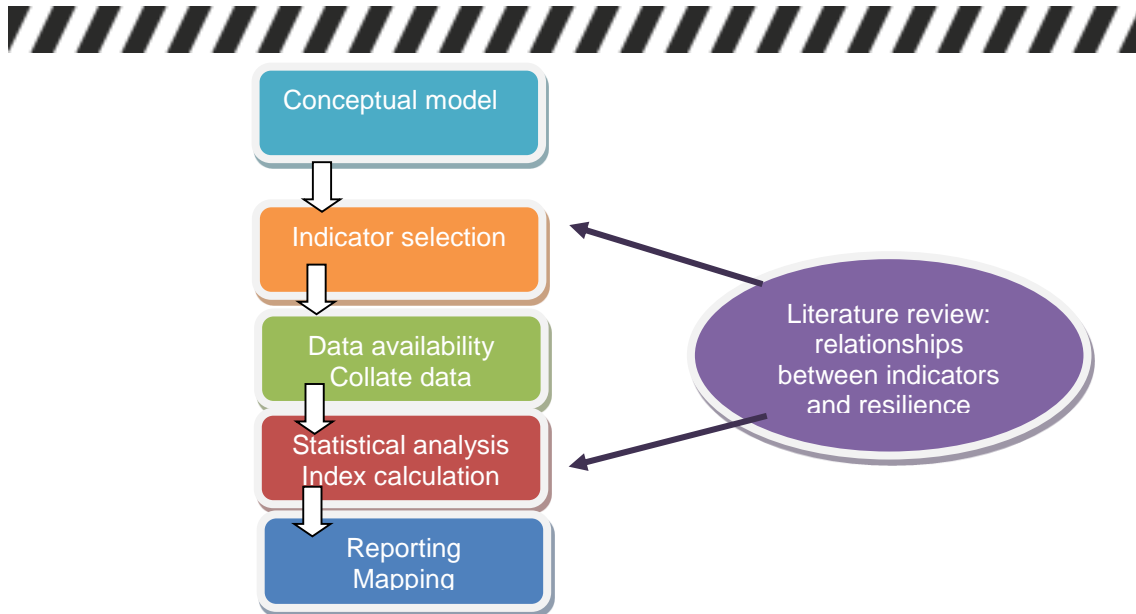 Conceptual model
Indicator selection
Data availability
Collate data
Statistical analysis
Index calculation
Reporting
Mapping
Literature review:
relationships
between indicators
and resilience